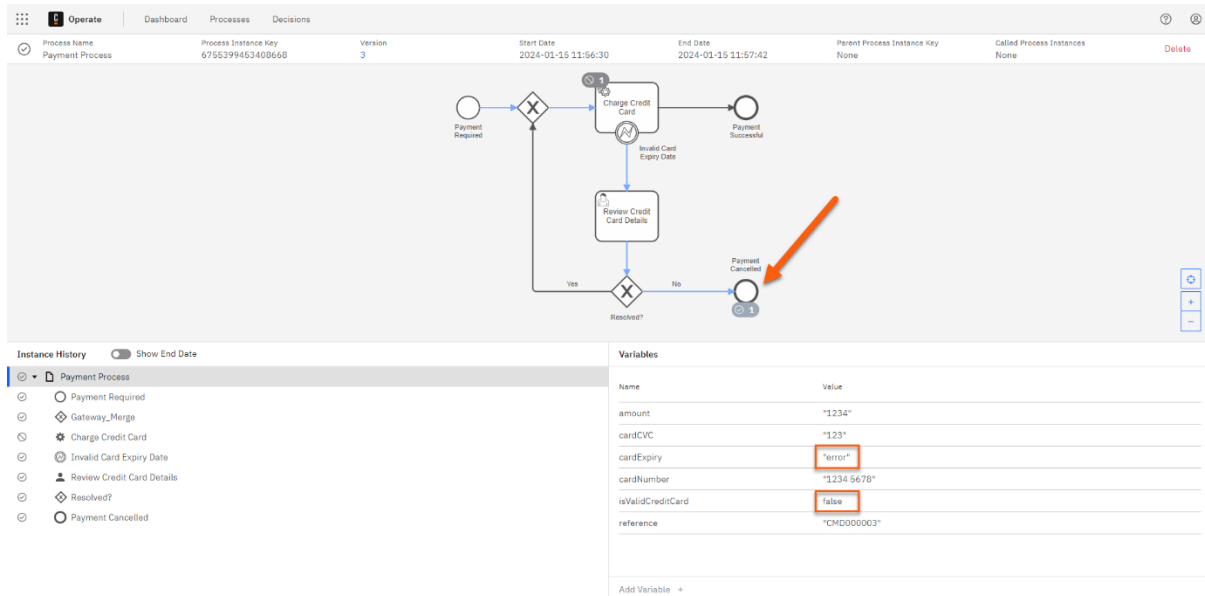 Operate
Dashboard
Processes
Decisions
Process Name
Payment Process
Process Instance Key
6755399453408668
Version
3
Start Date
2024-01-15 11:56:30
End Date
2024-01-15 11:57:42
Parent Process Instance Key
None
Called Process Instances
None
Delete
1
Charge Credit
Card
Payment
Required
Payment
Successful
Invalid Card
Expiry Date
Review Credit
Card Details
Payment
Cancelled
Yes
No
1
Resolved?
+
−
Instance History
Show End Date
Variables
Payment Process
Payment Required
Gateway_Merge
Charge Credit Card
Invalid Card Expiry Date
Review Credit Card Details
Resolved?
Payment Cancelled
Name
Value
amount
"1234"
cardCVC
"123"
cardExpiry
"error"
cardNumber
"1234 5678"
isValidCreditCard
false
reference
"CMD000003"
Add Variable +